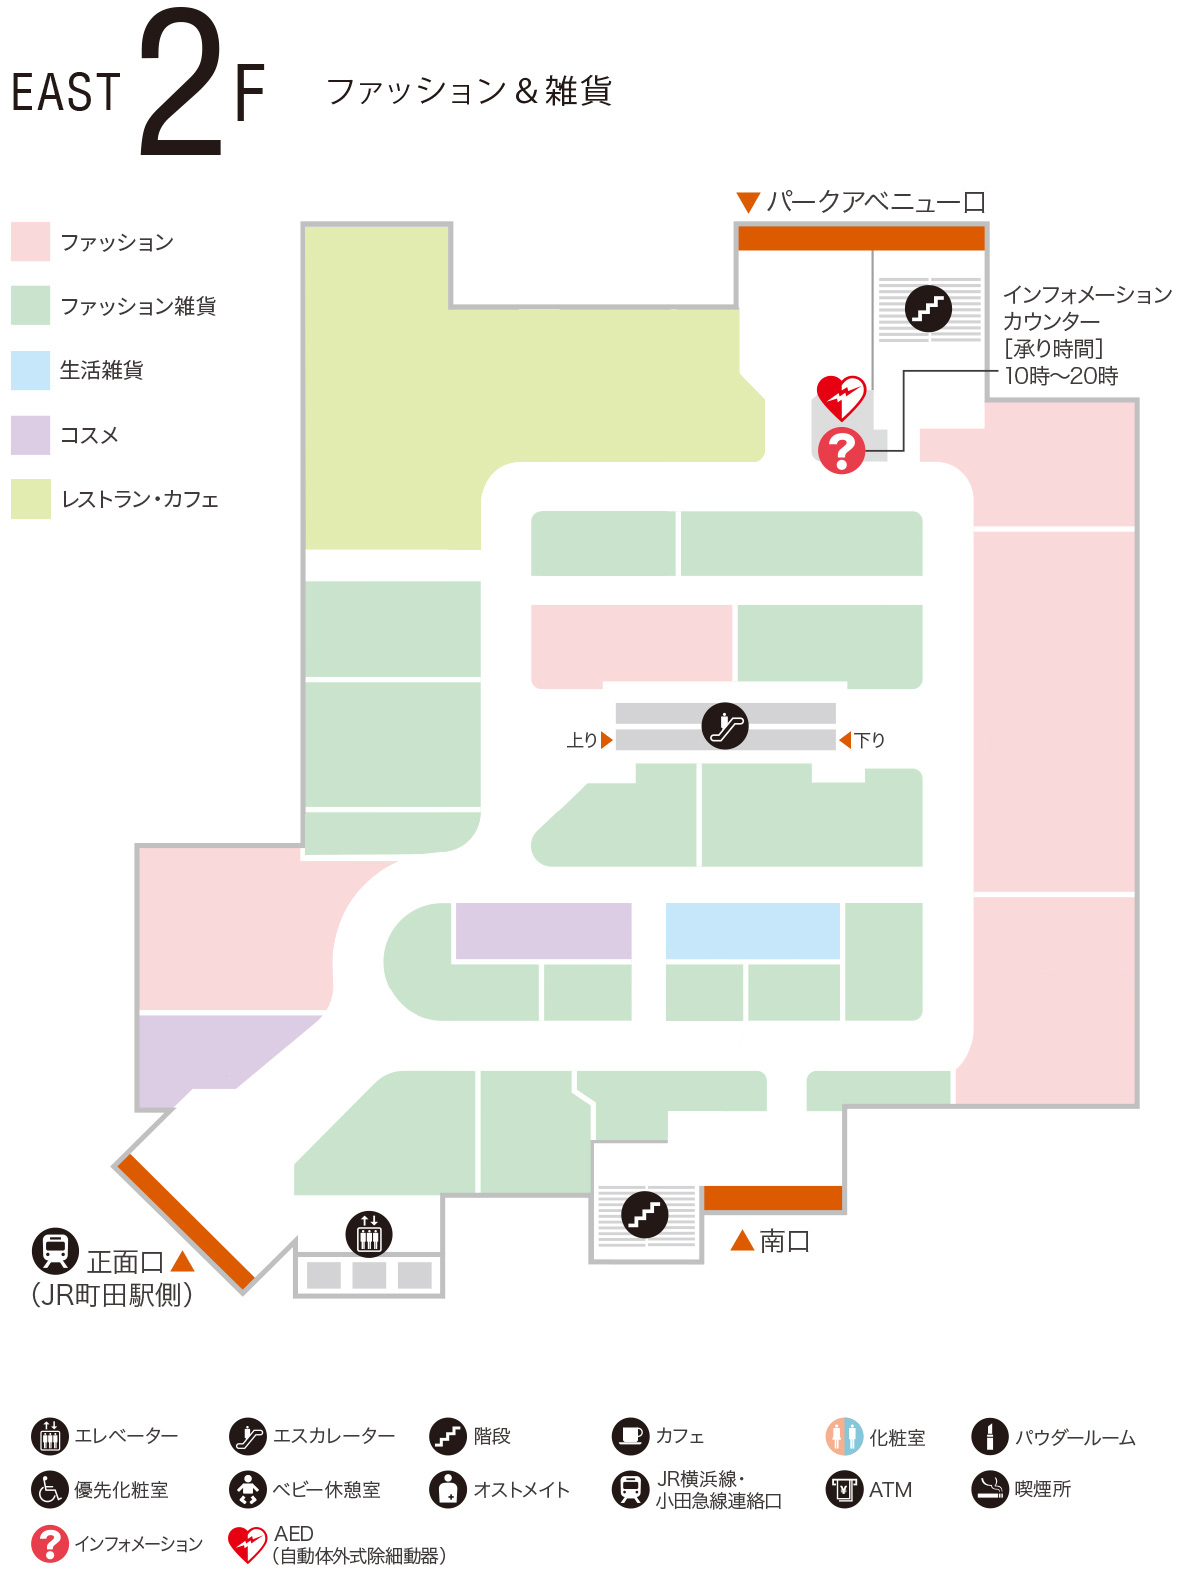 EAST 2F ファッション & 雑貨
パークアベニュー口
ファッション
ファッション雑貨
生活雑貨
コスメ
レストラン・カフェ
インフォメーション
カウンター
[承り時間]
10時〜20時
?
上り
下り
正面口
(JR町田駅側)
南口
エレベーター
エスカレーター
階段
カフェ
化粧室
パウダールーム
優先化粧室
ベビー休憩室
オストメイト
JR横浜線・
小田急線連絡口
¥
ATM
喫煙所
?
インフォメーション
AED
(自動体外式除細動器)